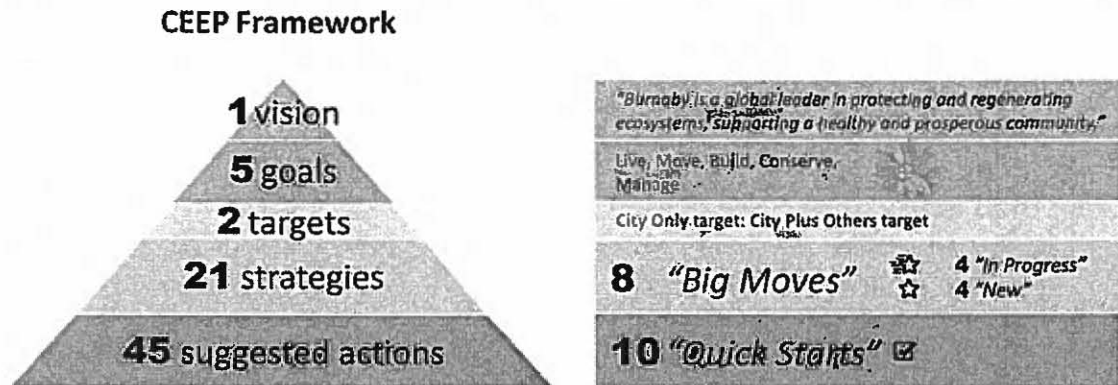 CEEP Framework
1 vision
5 goals
2 targets
21 strategies
45 suggested actions
"Burnaby is a global leader in protecting and regenerating
ecosystems, supporting a healthy and prosperous community."
Live, Move, Build, Conserve,
Manage
City Only target: City Plus Others target
8 "Big Moves"
4 "In Progress"
4 "New"
10 "Quick Starts"